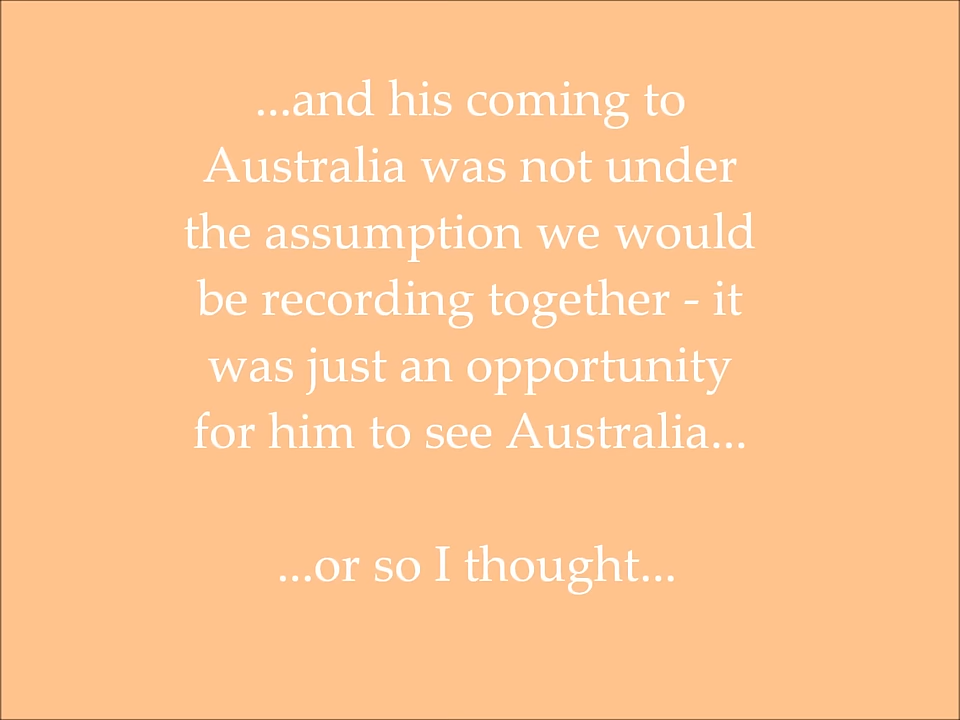 ...and his coming to
Australia was not under
the assumption we would
be recording together - it
was just an opportunity
for him to see Australia...
...or so I thought...